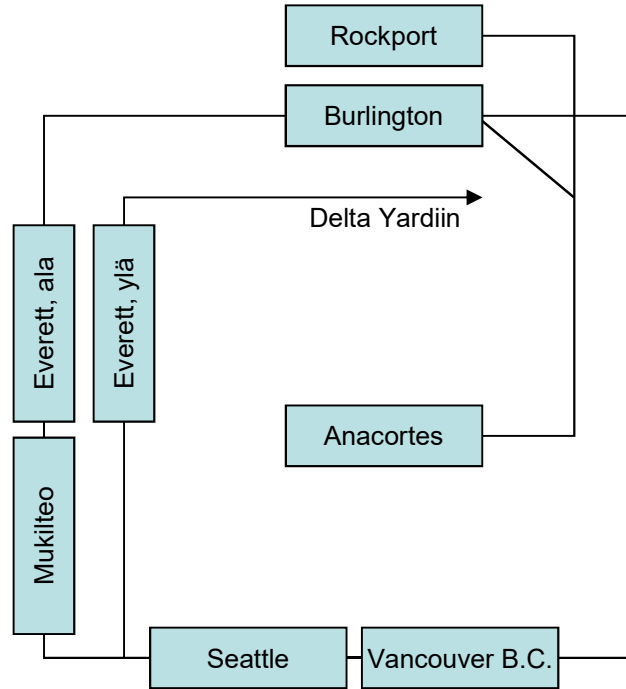 Rockport
Burlington
Delta Yardiin
Everett, ala
Everett, ylä
Anacortes
Mukilteo
Seattle
Vancouver B.C.